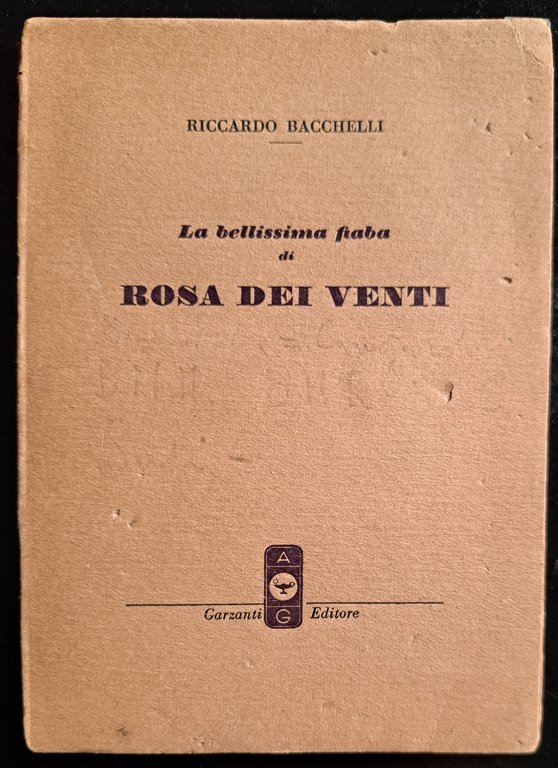 RICCARDO BACCHELLI
La bellissima fiaba
di
ROSA DEI VENTI
A
G
Garzanti Editore